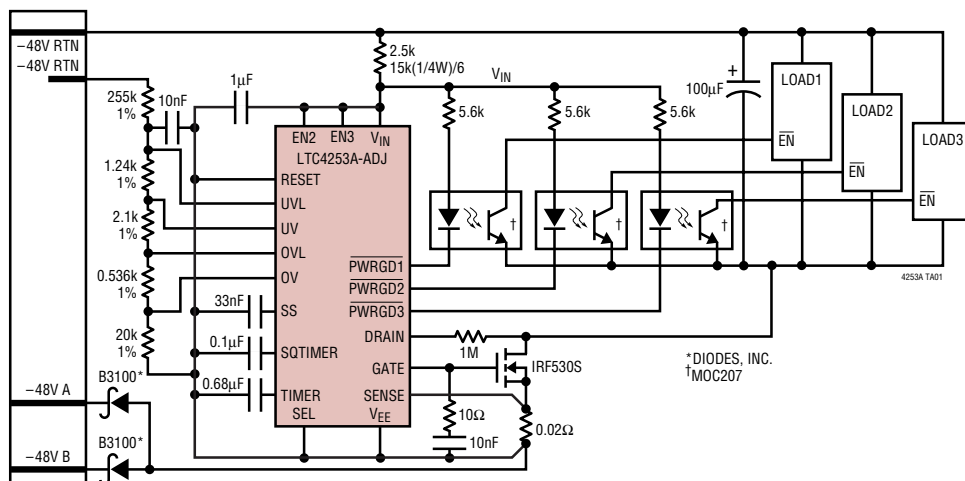 −48V RTN
−48V RTN
2.5k
15k(1/4W)/6
VIN
1µF
10nF
255k
1%
5.6k
5.6k
5.6k
+
100µF
LOAD1
EN
LOAD2
EN
LOAD3
EN
EN2 EN3 VIN
LTC4253A-ADJ
1.24k
1%
RESET
UVL
2.1k
1%
UV
OVL
0.536k
1%
OV
† † †
PWRGD1
PWRGD2
PWRGD3
4253A TA01
33nF
SS
20k
1%
0.1µF
SQTIMER
DRAIN
1M
GATE
IRF530S
*DIODES, INC.
†MOC207
0.68µF
TIMER
SENSE
SEL
VEE
10Ω
10nF
0.02Ω
−48V A
B3100*
−48V B
B3100*